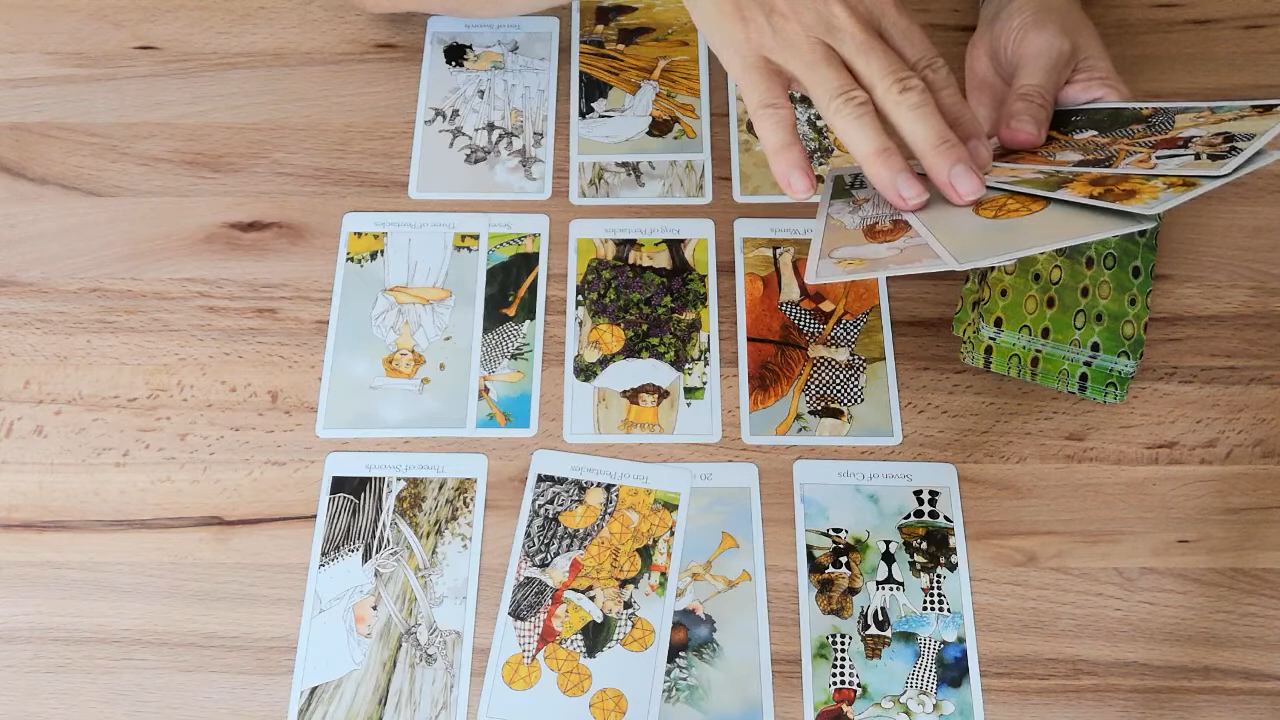 Ten of Swords
Three of Pentacles
Seve
King of Pentacles
of Wands
Three of Swords
Ten of Pentacles
20
Seven of Cups